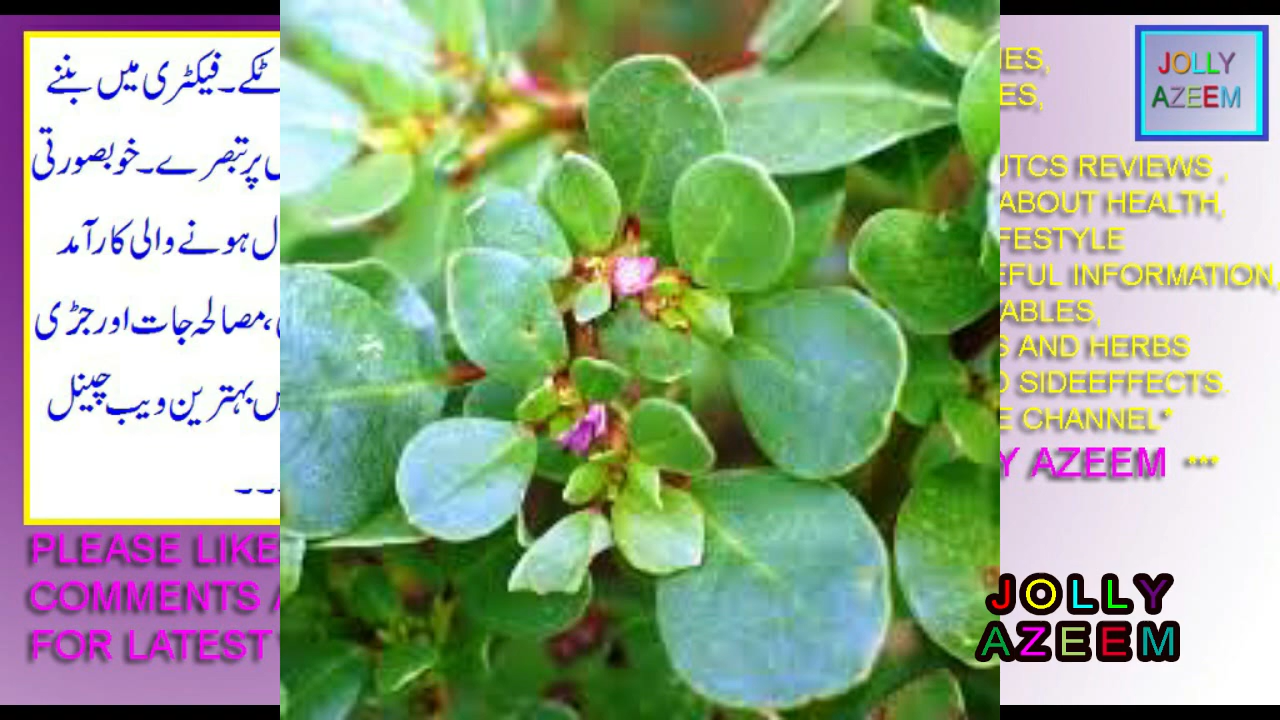 ٹکے۔فیکٹری میں بننے
پر تبصرے۔خوبصورتی
ہونے والی کارآمد
،مصالحہ جات اور جڑی
بہترین ویب چینل
۔۔۔
PLEASE LIKE
COMMENTS
FOR LATEST
IES,
ES,
UTCS REVIEWS ,
ABOUT HEALTH,
FESTYLE
EFUL INFORMATION,
ABLES,
S AND HERBS
O SIDEEFFECTS.
E CHANNEL*
Y AZEEM ***
JOLLY
AZEEM
JOLLY
AZEEM